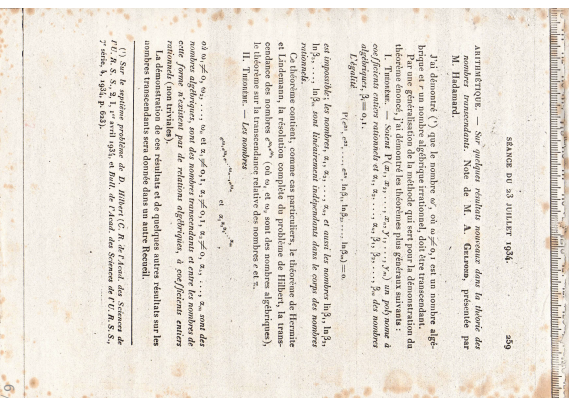 SÉANCE DU 23 JUILLET 1934. 259
ARITHMÉTIQUE. — Sur quelques résultats nouveaux dans la théorie des
nombres transcendants. Note de M. A. Gelfond, présentée par
M. Hadamard.
J'ai démontré (¹) que le nombre ωʳ, où ω ≠ 0,1 est un nombre algé-
brique et r un nombre algébrique irrationnel, doit être transcendant.
Par une généralisation de la méthode qui sert pour la démonstration du
théorème énoncé, j'ai démontré les théorèmes plus généraux suivants :
I. Théorème. — Soient P(x₁, x₂, ..., xₙ, y₁, ..., yₘ) un polynome à
coefficients entiers rationnels et α₁, α₂, ..., αₙ, β₁, β₂, ..., βₘ des nombres
algébriques, βᵢ ≠ 0,1.
L'égalité
P(e^α₁, e^α₂, ..., e^αₙ, ln β₁, ln β₂, ..., ln βₘ) = 0
est impossible; les nombres, α₁, α₂, ..., αₙ, et aussi les nombres ln β₁, ln β₂,
ln β₃, ..., ln βₘ sont linéairement indépendants dans le corps des nombres
rationnels.
Ce théorème contient, comme cas particuliers, le théorème de Hermite
et Lindemann, la résolution complète du problème de Hilbert, la trans-
cendance des nombres (où ω₁ et ω₂ sont des nombres algébriques),
le théorème sur la transcendance relative des nombres e et π.
II. Théorème. — Les nombres
et
où ω₁ ≠ 0, ω₂, ..., ωₙ et α₁ ≠ 0,1, α₂ ≠ 0,1, α₃, ..., αₘ sont des
nombres algébriques, sont des nombres transcendants et entre les nombres de
cette forme n'existent pas de relations algébriques, à coefficients entiers
rationnels (non triviales).
La démonstration de ces résultats et de quelques autres résultats sur les
nombres transcendants sera donnée dans un autre Recueil.
(¹) Sur le septième problème de D. Hilbert (C. R. de l'Acad. des Sciences de
l'U. R. S. S., 2, 1, 1ᵉʳ avril 1934, et Bull. de l'Acad. des Sciences de l'U. R. S. S.,
7ᵉ série, 4, 1934, p. 623).